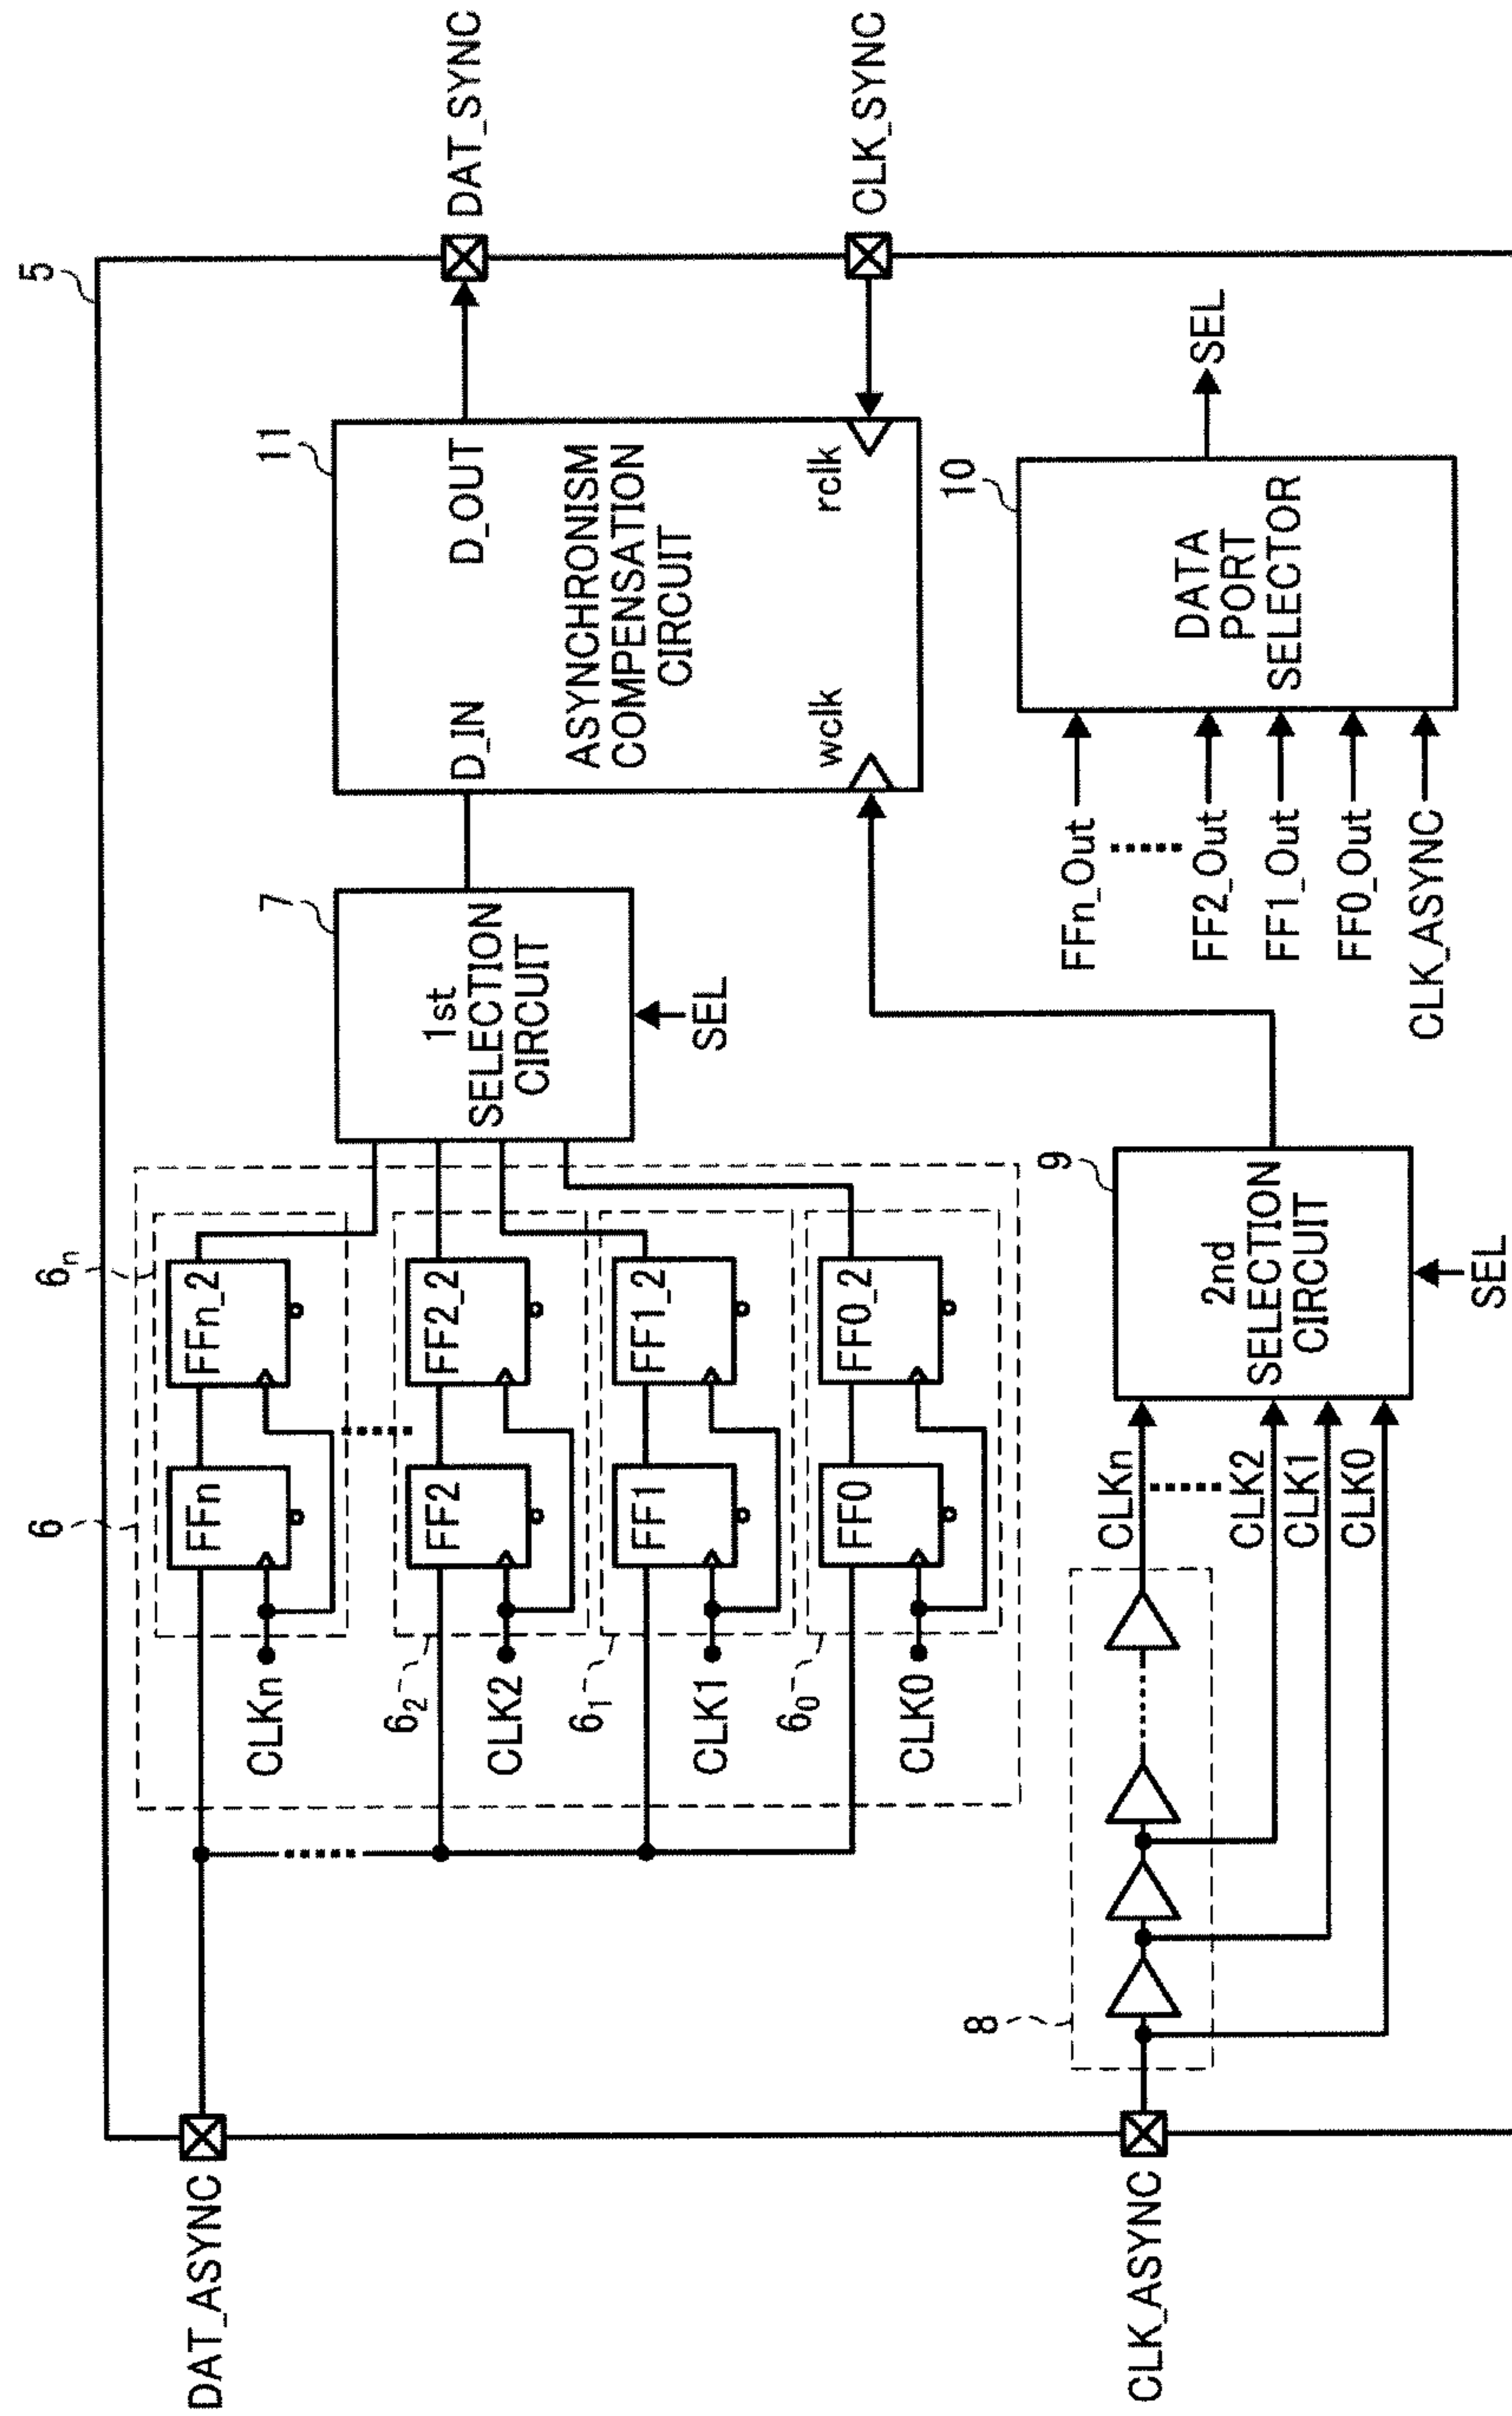 5
DAT_ASYNC
6
6n
FFn
FFn_2
CLKn
62
FF2
FF2_2
CLK2
61
FF1
FF1_2
CLK1
60
FF0
FF0_2
CLK0
7
1st
SELECTION
CIRCUIT
SEL
11
D_IN
D_OUT
ASYNCHRONISM
COMPENSATION
CIRCUIT
wclk
rclk
DAT_SYNC
CLK_SYNC
CLK_ASYNC
8
CLKn
CLK2
CLK1
CLK0
9
2nd
SELECTION
CIRCUIT
SEL
10
FFn_Out
FF2_Out
FF1_Out
FF0_Out
CLK_ASYNC
DATA
PORT
SELECTOR
SEL